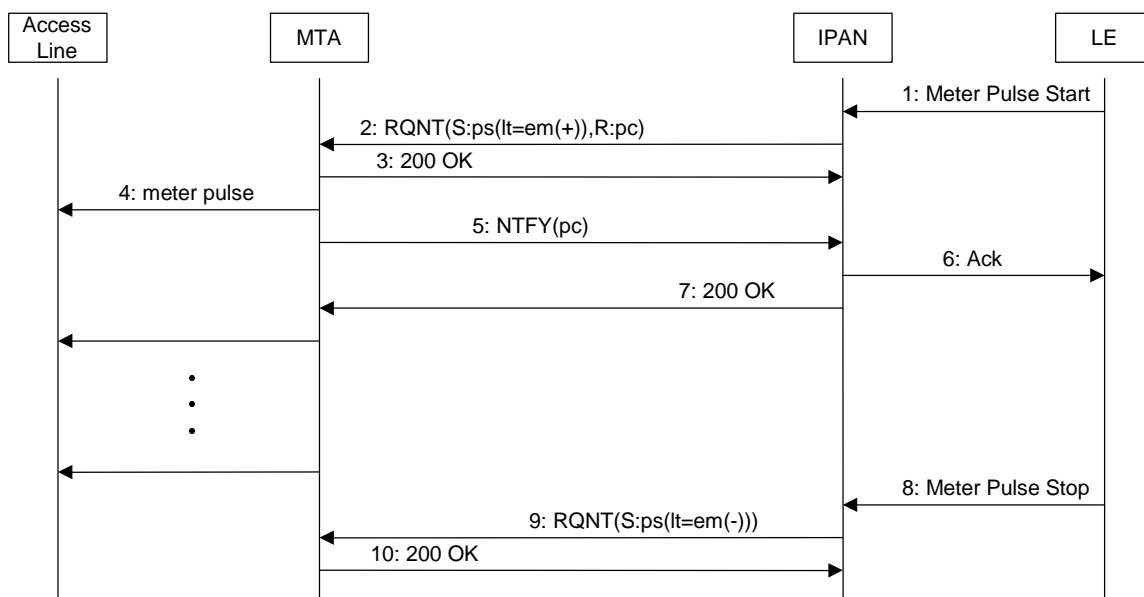 Access
Line
MTA
IPAN
LE
1: Meter Pulse Start
2: RQNT(S:ps(lt=em(+)),R:pc)
3: 200 OK
4: meter pulse
5: NTFY(pc)
6: Ack
7: 200 OK
8: Meter Pulse Stop
9: RQNT(S:ps(lt=em(-)))
10: 200 OK